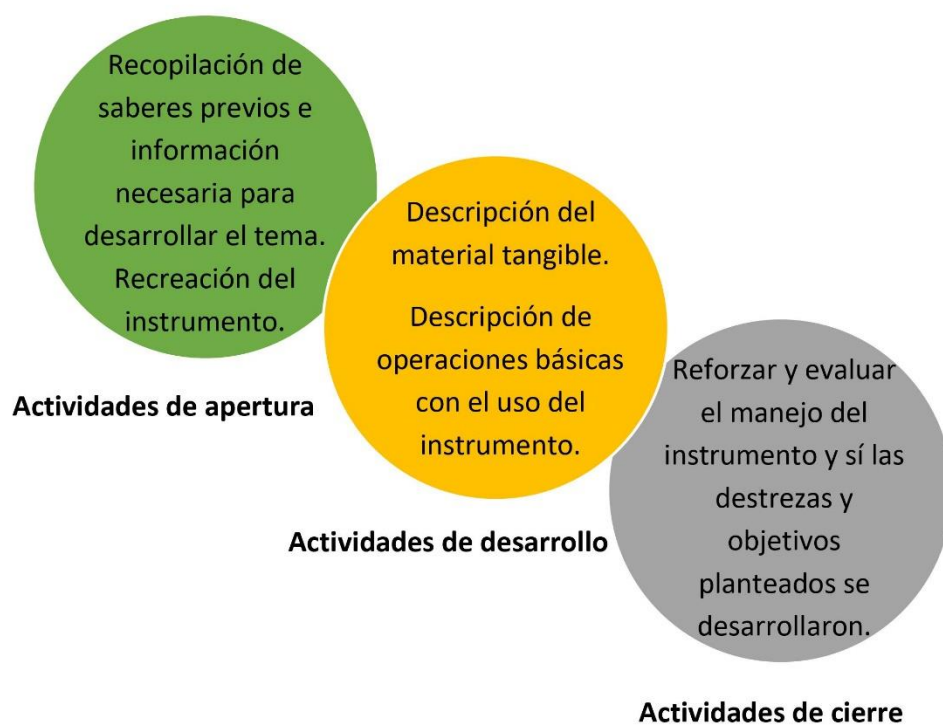 Recopilación de
saberes previos e
información
necesaria para
desarrollar el tema.
Recreación del
instrumento.
Actividades de apertura
Descripción del
material tangible.
Descripción de
operaciones básicas
con el uso del
instrumento.
Actividades de desarrollo
Reforzar y evaluar
el manejo del
instrumento y sí las
destrezas y
objetivos
planteados se
desarrollaron.
Actividades de cierre